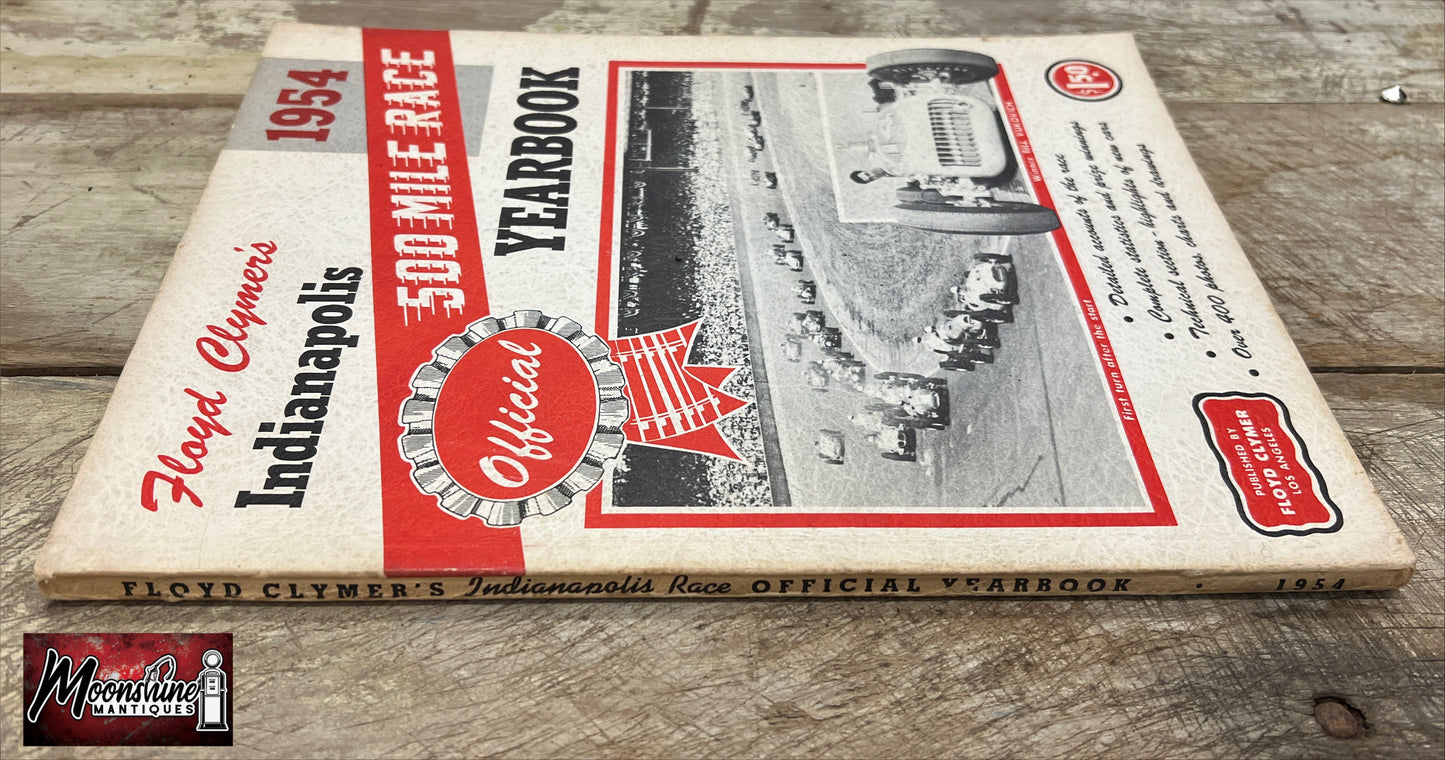 Floyd Clymer's
Indianapolis
1954
500 MILE RACE
YEARBOOK
Official
$1.50
Winner BILL VUKOVICH
First turn after the start
• Detailed accounts of the race
• Complete statistics and prize winnings
• Technical section - highlights of new cars
• Over 400 photos, charts and drawings
PUBLISHED BY
FLOYD CLYMER
LOS ANGELES
FLOYD CLYMER'S Indianapolis Race OFFICIAL YEARBOOK • 1954
Moonshine
MANTIQUES